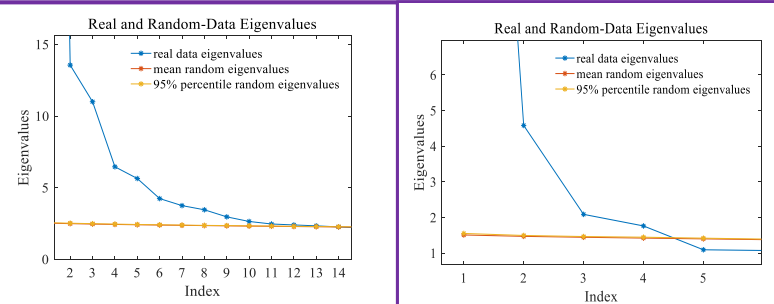 Real and Random-Data Eigenvalues
15
10
5
0
Eigenvalues
real data eigenvalues
mean random eigenvalues
95% percentile random eigenvalues
2 3 4 5 6 7 8 9 10 11 12 13 14
Index
Real and Random-Data Eigenvalues
6
5
4
3
2
1
Eigenvalues
real data eigenvalues
mean random eigenvalues
95% percentile random eigenvalues
1 2 3 4 5
Index